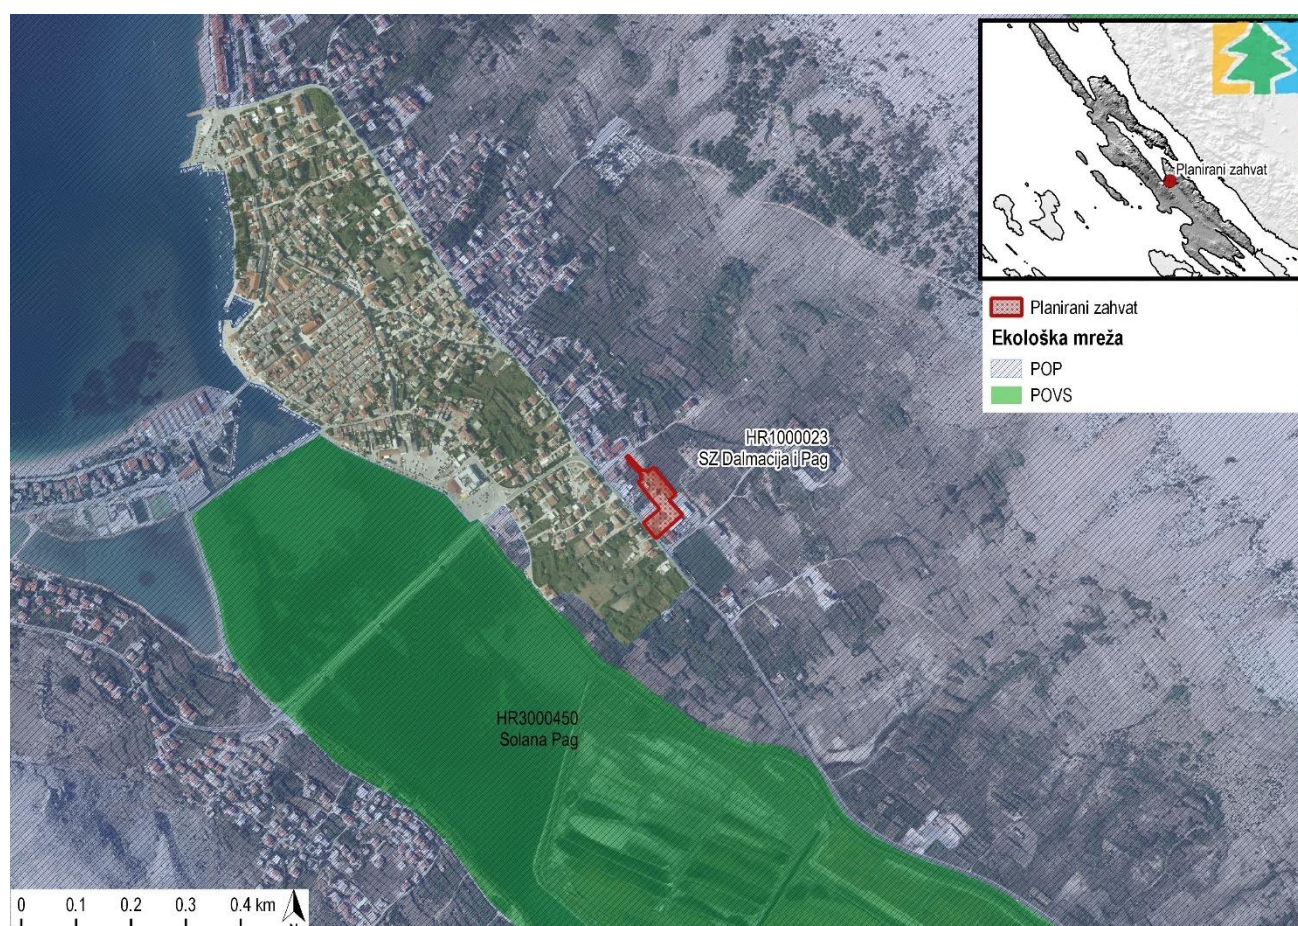 Planirani zahvat
Planirani zahvat
Ekološka mreža
POP
POVS
HR1000023
SZ Dalmacija i Pag
HR3000450
Solana Pag
0 0.1 0.2 0.3 0.4 km